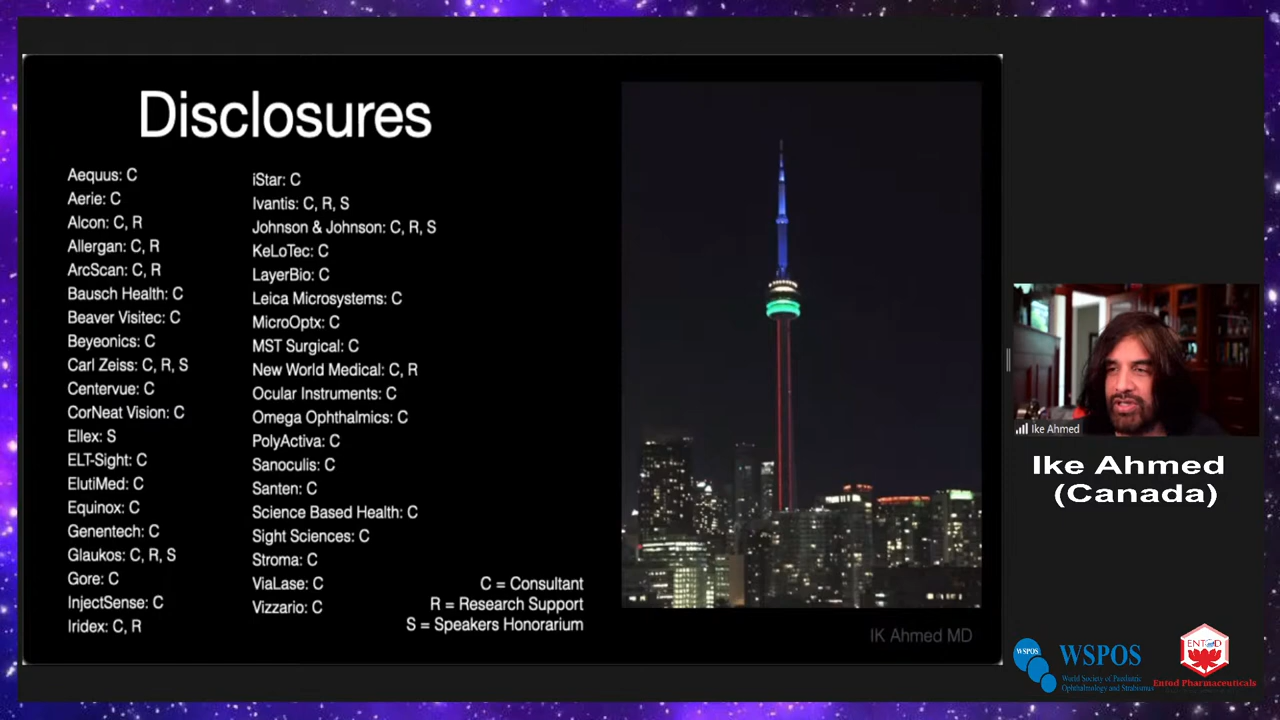 Disclosures
Aequus: C
Aerie: C
Alcon: C, R
Allergan: C, R
ArcScan: C, R
Bausch Health: C
Beaver Visitec: C
Beyeonics: C
Carl Zeiss: C, R, S
Centervue: C
CorNeat Vision: C
Ellex: S
ELT-Sight: C
ElutiMed: C
Equinox: C
Genentech: C
Glaukos: C, R, S
Gore: C
InjectSense: C
Iridex: C, R
iStar: C
Ivantis: C, R, S
Johnson & Johnson: C, R, S
KeLoTec: C
LayerBio: C
Leica Microsystems: C
MicroOptx: C
MST Surgical: C
New World Medical: C, R
Ocular Instruments: C
Omega Ophthalmics: C
PolyActiva: C
Sanoculis: C
Santen: C
Science Based Health: C
Sight Sciences: C
Stroma: C
ViaLase: C
Vizzario: C
C = Consultant
R = Research Support
S = Speakers Honorarium
IK Ahmed MD
Ike Ahmed
Ike Ahmed
(Canada)
WSPOS
WSPOS
World Society of Paediatric
Ophthalmology and Strabismus
ENTOD
Entod Pharmaceuticals